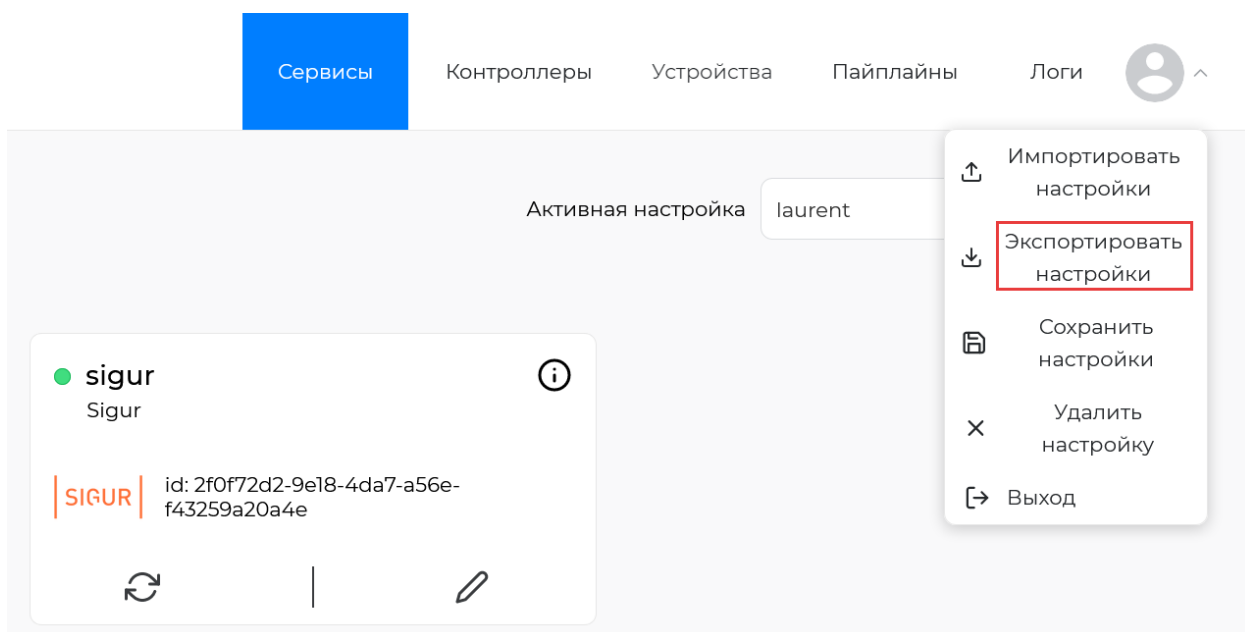 Сервисы
Контроллеры
Устройства
Пайплайны
Логи
Импортировать
настройки
Активная настройка
laurent
Экспортировать
настройки
Сохранить
настройки
Удалить
настройку
Выход
sigur
Sigur
SIGUR
id: 2f0f72d2-9e18-4da7-a56e-
f43259a20a4e